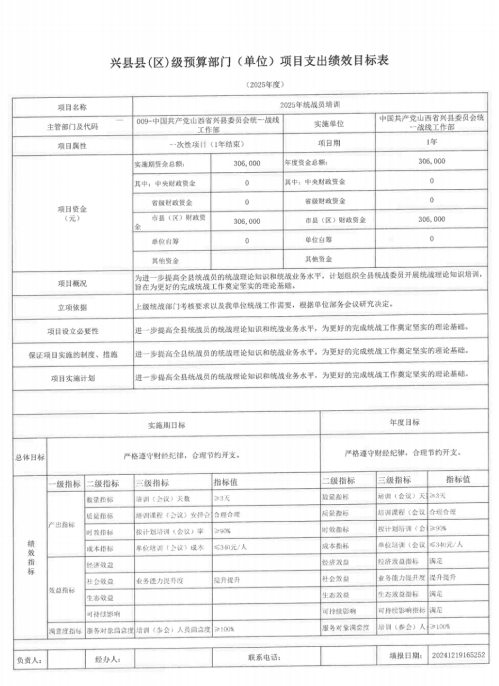 兴县县(区)级预算部门（单位）项目支出绩效目标表
（2025年度）
项目名称 2025年统战员培训
主管部门及代码 009-中国共产党山西省兴县委员会统一战线工作部 实施单位 中国共产党山西省兴县委员会统一战线工作部
项目属性 一次性项目（1年结束） 项目期 1年
项目资金（元） 实施期资金总额: 306,000 年度资金总额: 306,000
其中: 中央财政资金 0 其中: 中央财政资金 0
省级财政资金 0 省级财政资金 0
市县（区）财政资金 306,000 市县（区）财政资金 306,000
单位自筹 0 单位自筹 0
其他资金 其他资金
项目概况 为进一步提高全县统战员的统战理论知识和统战业务水平，计划组织全县统战委员开展统战理论知识培训，旨在为更好的完成统战工作奠定坚实的理论基础。
立项依据 上级统战部门考核要求以及我单位统战工作需要，根据单位部务会议研究决定。
项目设立必要性 进一步提高全县统战员的统战理论知识和统战业务水平，为更好的完成统战工作奠定坚实的理论基础。
保证项目实施的制度、措施 进一步提高全县统战员的统战理论知识和统战业务水平，为更好的完成统战工作奠定坚实的理论基础。
项目实施计划 进一步提高全县统战员的统战理论知识和统战业务水平，为更好的完成统战工作奠定坚实的理论基础。
实施期目标 年度目标
总体目标 严格遵守财经纪律，合理节约开支。 严格遵守财经纪律，合理节约开支。
绩效指标 一级指标 二级指标 三级指标 指标值 二级指标 三级指标 指标值
产出指标 数量指标 培训（会议）天数 ≥3天 数量指标 培训（会议）天 ≥3天
质量指标 培训课程（会议）安排合 合理合理 质量指标 培训课程（会议 合理合理
时效指标 按计划培训（会议）率 ≥90% 时效指标 按计划培训（会 ≥90%
成本指标 单位培训（会议）成本 ≤340元/人 成本指标 单位培训（会议 ≤340元/人
效益指标 经济效益 经济效益 经济效益指标 满足
社会效益 业务能力提升度 提升提升 社会效益 业务能力提升度 提升提升
生态效益 生态效益 生态效益指标 满足
可持续影响 可持续影响 可持续影响指标 满足
满意度指标 服务对象满意度 培训（参会）人员满意度 ≥100% 服务对象满意度 培训（参会）人 ≥100%
负责人: 经办人: 联系电话: 填报日期: 20241219165252